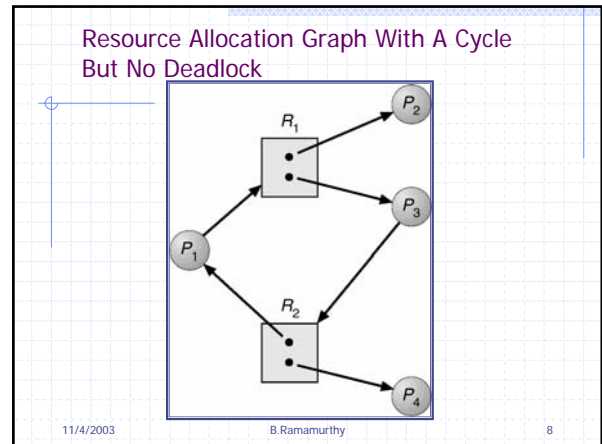 Resource Allocation Graph With A Cycle
But No Deadlock
P2
R1
P3
P1
R2
P4
11/4/2003 B.Ramamurthy 8